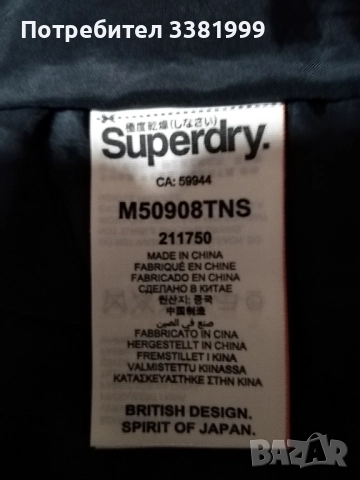 Потребител 3381999
極度乾燥(しなさい)
Superdry.
CA: 59944
M50908TNS
211750
MADE IN CHINA
FABRIQUÉ EN CHINE
FABRICADO EN CHINA
СДЕЛАНО В КИТАЕ
원산지: 중국
中国制造
صنع في الصين
FABBRICATO IN CINA
HERGESTELLT IN CHINA
FREMSTILLET I KINA
VALMISTETTU KIINASSA
ΚΑΤΑΣΚΕΥΑΣΤΗΚΕ ΣΤΗΝ ΚΙΝΑ
BRITISH DESIGN.
SPIRIT OF JAPAN.
BAZAR